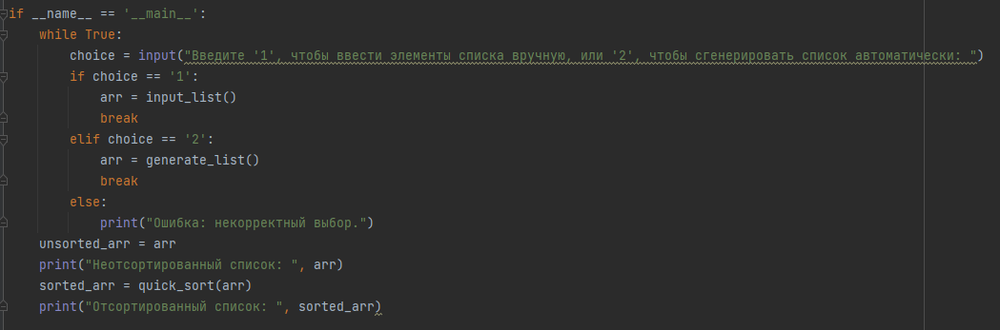 if __name__ == '__main__':
    while True:
        choice = input("Введите '1', чтобы ввести элементы списка вручную, или '2', чтобы сгенерировать список автоматически: ")
        if choice == '1':
            arr = input_list()
            break
        elif choice == '2':
            arr = generate_list()
            break
        else:
            print("Ошибка: некорректный выбор.")
    unsorted_arr = arr
    print("Неотсортированный список: ", arr)
    sorted_arr = quick_sort(arr)
    print("Отсортированный список: ", sorted_arr)